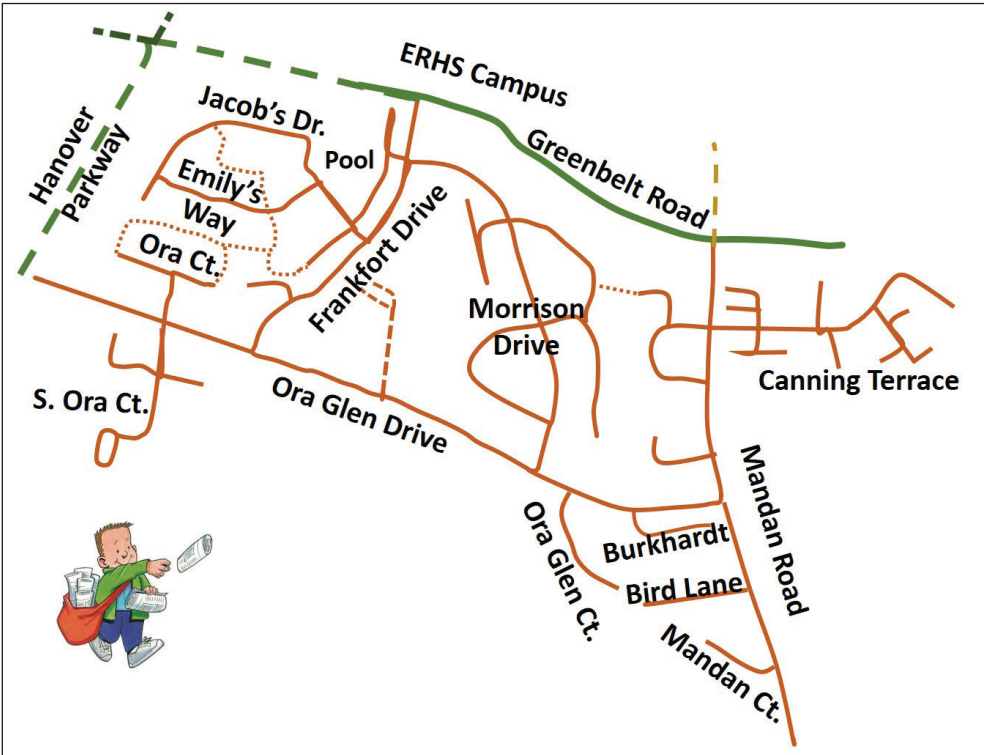 ERHS Campus
Greenbelt Road
Hanover
Parkway
Jacob's Dr.
Pool
Emily's
Way
Ora Ct.
Frankfort Drive
Morrison
Drive
Canning Terrace
S. Ora Ct.
Ora Glen Drive
Mandan Road
Ora Glen Ct.
Burkhardt
Bird Lane
Mandan Ct.